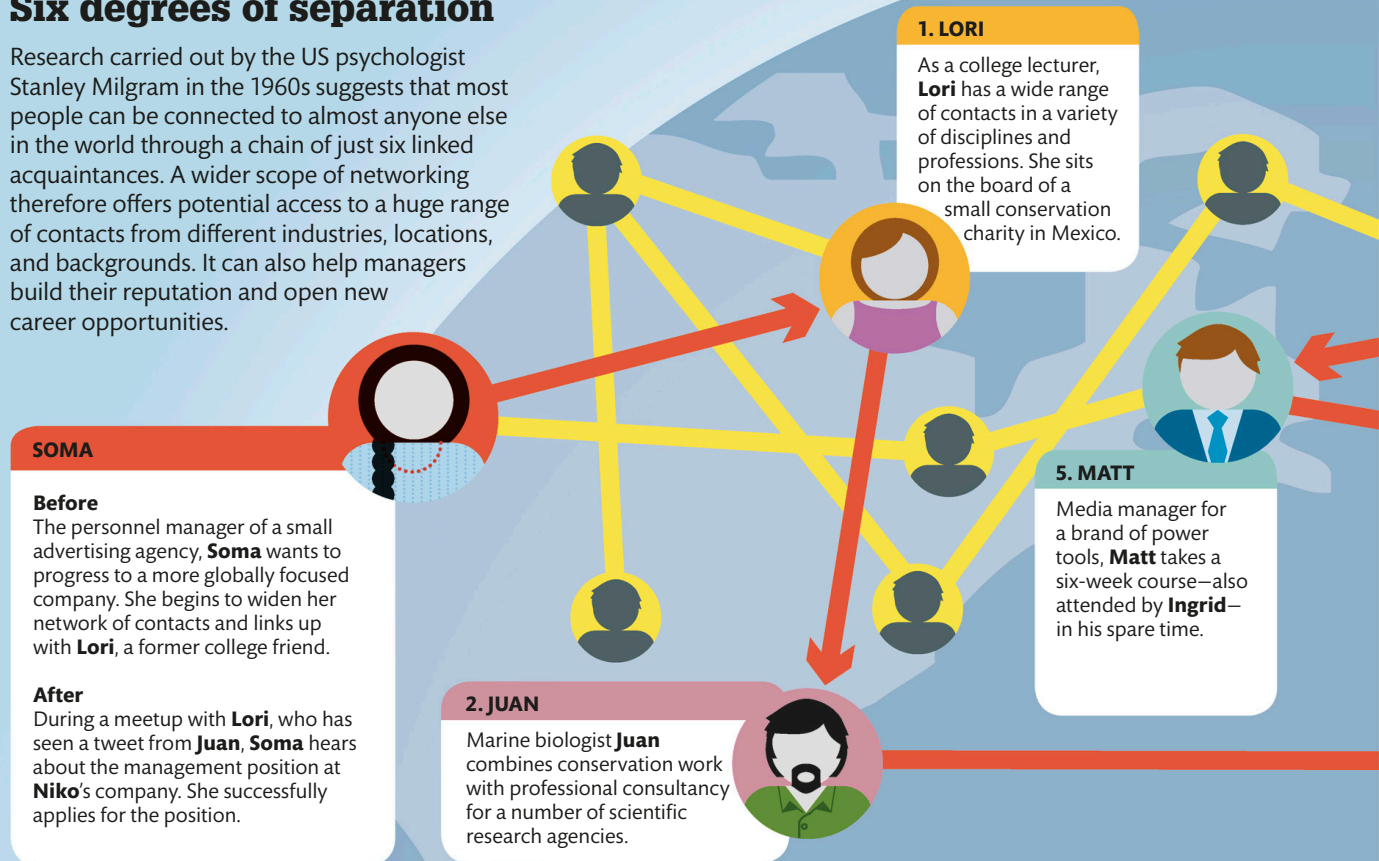 Six degrees of separation
Research carried out by the US psychologist
Stanley Milgram in the 1960s suggests that most
people can be connected to almost anyone else
in the world through a chain of just six linked
acquaintances. A wider scope of networking
therefore offers potential access to a huge range
of contacts from different industries, locations,
and backgrounds. It can also help managers
build their reputation and open new
career opportunities.
SOMA
Before
The personnel manager of a small
advertising agency, Soma wants to
progress to a more globally focused
company. She begins to widen her
network of contacts and links up
with Lori, a former college friend.
After
During a meetup with Lori, who has
seen a tweet from Juan, Soma hears
about the management position at
Niko's company. She successfully
applies for the position.
1. LORI
As a college lecturer,
Lori has a wide range
of contacts in a variety
of disciplines and
professions. She sits
on the board of a
small conservation
charity in Mexico.
2. JUAN
Marine biologist Juan
combines conservation work
with professional consultancy
for a number of scientific
research agencies.
5. MATT
Media manager for
a brand of power
tools, Matt takes a
six-week course—also
attended by Ingrid—
in his spare time.